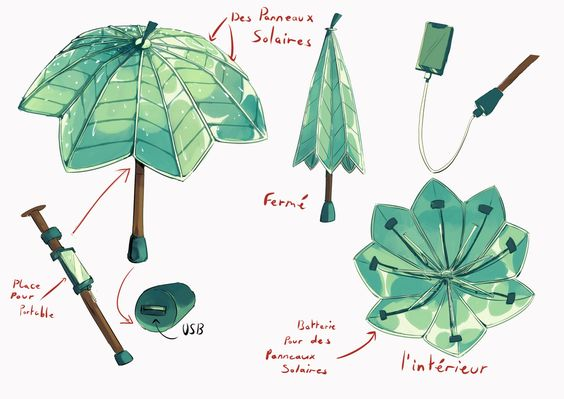 Des Panneaux
Solaires
Fermé
Place
Pour
Portable
USB
Batterie
Pour des
Panneaux
Solaires
l'intérieur